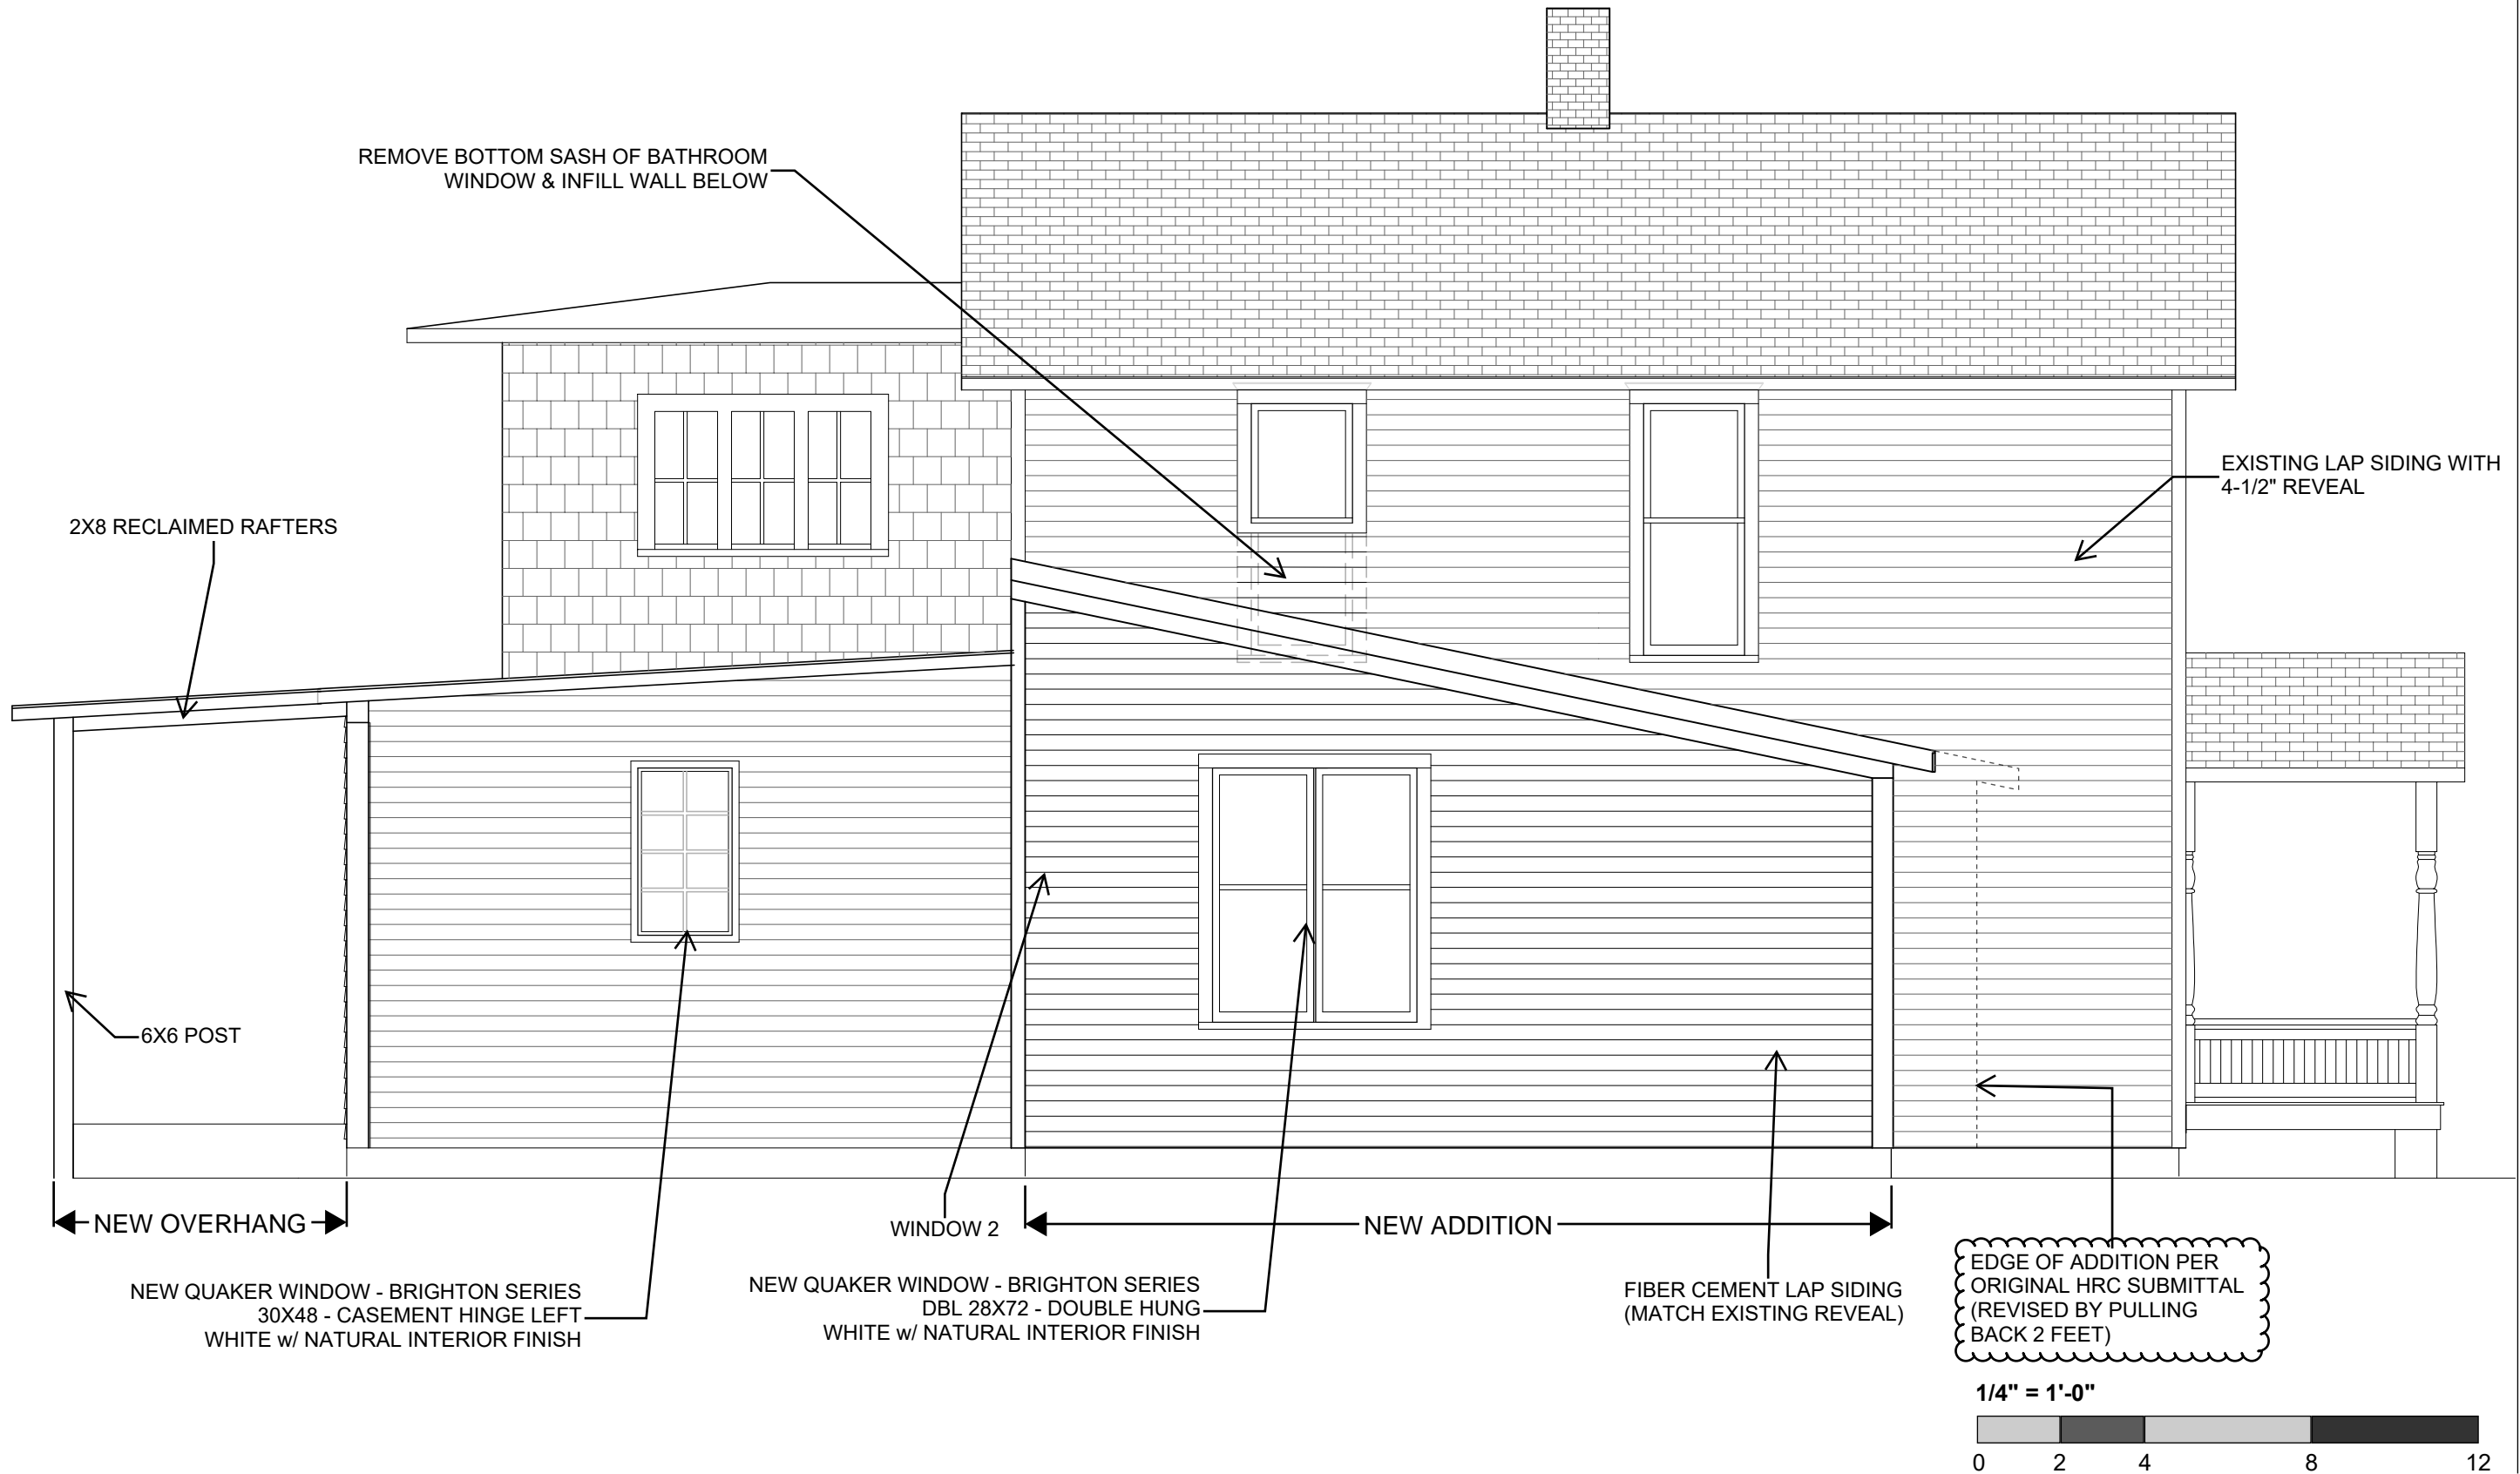 REMOVE BOTTOM SASH OF BATHROOM
WINDOW & INFILL WALL BELOW
EXISTING LAP SIDING WITH
4-1/2" REVEAL
2X8 RECLAIMED RAFTERS
6X6 POST
NEW OVERHANG
WINDOW 2
NEW ADDITION
NEW QUAKER WINDOW - BRIGHTON SERIES
30X48 - CASEMENT HINGE LEFT
WHITE w/ NATURAL INTERIOR FINISH
NEW QUAKER WINDOW - BRIGHTON SERIES
DBL 28X72 - DOUBLE HUNG
WHITE w/ NATURAL INTERIOR FINISH
FIBER CEMENT LAP SIDING
(MATCH EXISTING REVEAL)
EDGE OF ADDITION PER
ORIGINAL HRC SUBMITTAL
(REVISED BY PULLING
BACK 2 FEET)
1/4" = 1'-0"
0 2 4 8 12